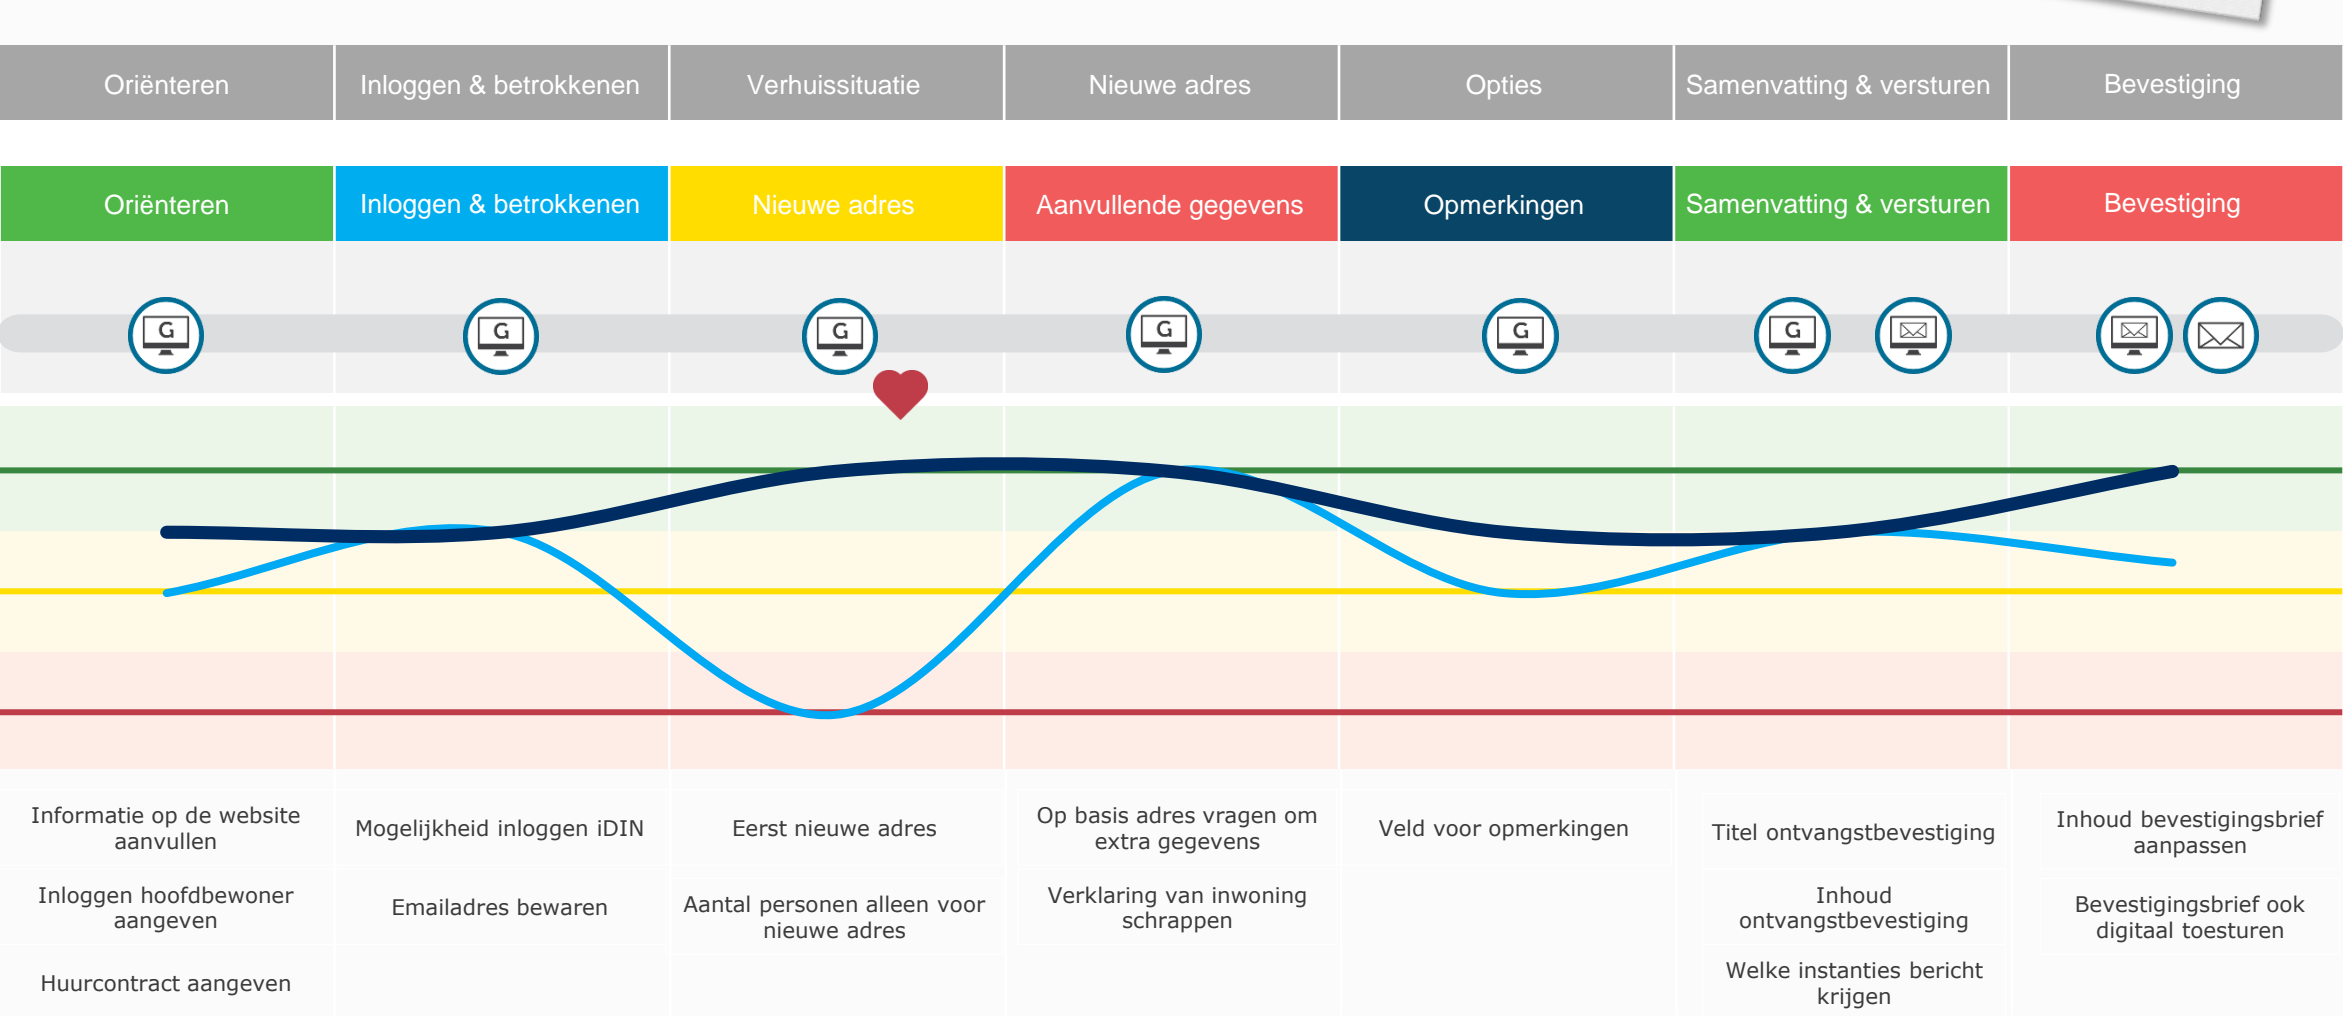 Oriënteren
Inloggen & betrokkenen
Verhuissituatie
Nieuwe adres
Opties
Samenvatting & versturen
Bevestiging
Oriënteren
Inloggen & betrokkenen
Nieuwe adres
Aanvullende gegevens
Opmerkingen
Samenvatting & versturen
Bevestiging
G
G
G
G
G
G
Informatie op de website
aanvullen
Mogelijkheid inloggen iDIN
Eerst nieuwe adres
Op basis adres vragen om
extra gegevens
Veld voor opmerkingen
Titel ontvangstbevestiging
Inhoud bevestigingsbrief
aanpassen
Inloggen hoofdbewoner
aangeven
Emailadres bewaren
Aantal personen alleen voor
nieuwe adres
Verklaring van inwoning
schrappen
Inhoud
ontvangstbevestiging
Bevestigingsbrief ook
digitaal toesturen
Huurcontract aangeven
Welke instanties bericht
krijgen